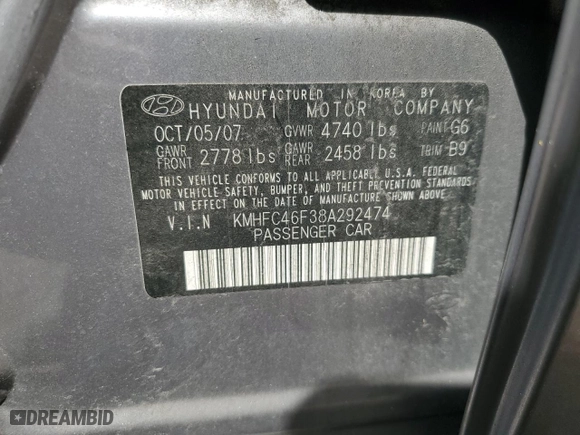 MANUFACTURED IN KOREA BY
HYUNDAI MOTOR COMPANY
OCT/05/07 GVWR 4740 lbs PAINT G6
GAWR FRONT 2778 lbs GAWR REAR 2458 lbs TRIM B9
THIS VEHICLE CONFORMS TO ALL APPLICABLE U.S.A. FEDERAL
MOTOR VEHICLE SAFETY, BUMPER, AND THEFT PREVENTION STANDARDS
IN EFFECT ON THE DATE OF MANUFACTURE SHOWN ABOVE.
V.I.N KMHFC46F38A292474
PASSENGER CAR
DREAMBID